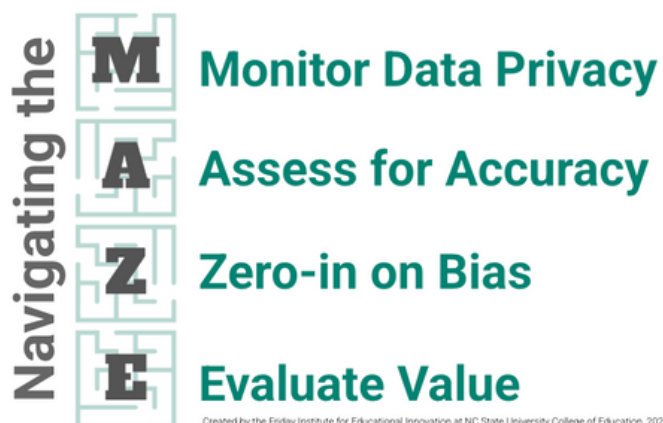 Navigating the
M
Monitor Data Privacy
A
Assess for Accuracy
Z
Zero-in on Bias
E
Evaluate Value
Created by the Friday Institute for Educational Innovation at NC State University College of Education,